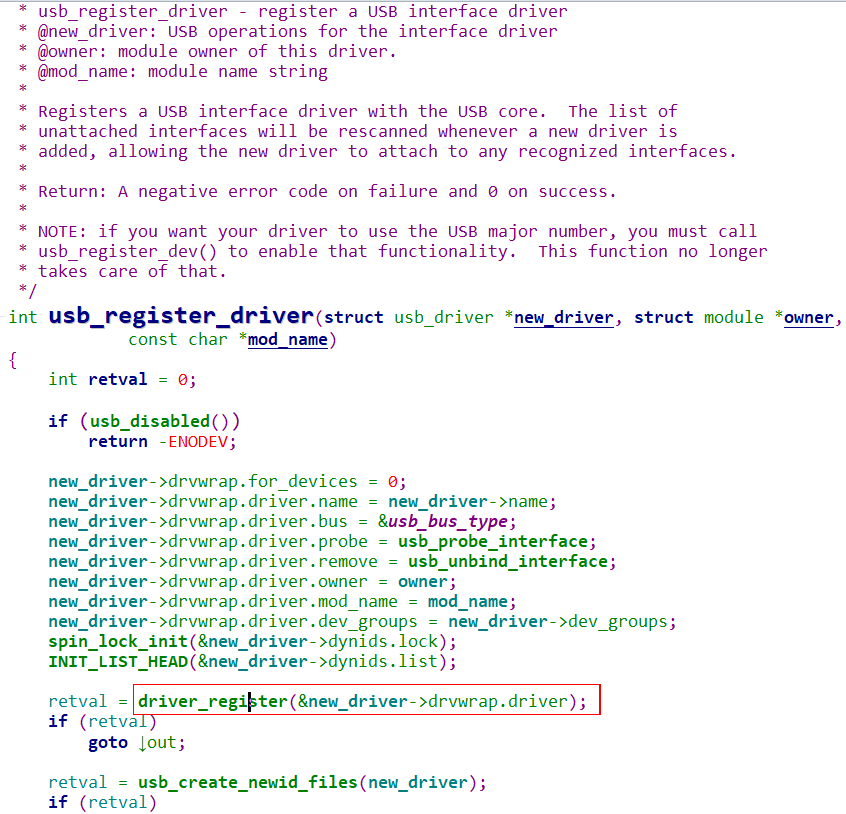 * usb_register_driver - register a USB interface driver
* @new_driver: USB operations for the interface driver
* @owner: module owner of this driver.
* @mod_name: module name string
*
* Registers a USB interface driver with the USB core.  The list of
* unattached interfaces will be rescanned whenever a new driver is
* added, allowing the new driver to attach to any recognized interfaces.
*
* Return: A negative error code on failure and 0 on success.
*
* NOTE: if you want your driver to use the USB major number, you must call
* usb_register_dev() to enable that functionality.  This function no longer
* takes care of that.
*/
int usb_register_driver(struct usb_driver *new_driver, struct module *owner,
            const char *mod_name)
{
    int retval = 0;

    if (usb_disabled())
        return -ENODEV;

    new_driver->drvwrap.for_devices = 0;
    new_driver->drvwrap.driver.name = new_driver->name;
    new_driver->drvwrap.driver.bus = &usb_bus_type;
    new_driver->drvwrap.driver.probe = usb_probe_interface;
    new_driver->drvwrap.driver.remove = usb_unbind_interface;
    new_driver->drvwrap.driver.owner = owner;
    new_driver->drvwrap.driver.mod_name = mod_name;
    new_driver->drvwrap.driver.dev_groups = new_driver->dev_groups;
    spin_lock_init(&new_driver->dynids.lock);
    INIT_LIST_HEAD(&new_driver->dynids.list);

    retval = driver_register(&new_driver->drvwrap.driver);
    if (retval)
        goto ↓out;

    retval = usb_create_newid_files(new_driver);
    if (retval)